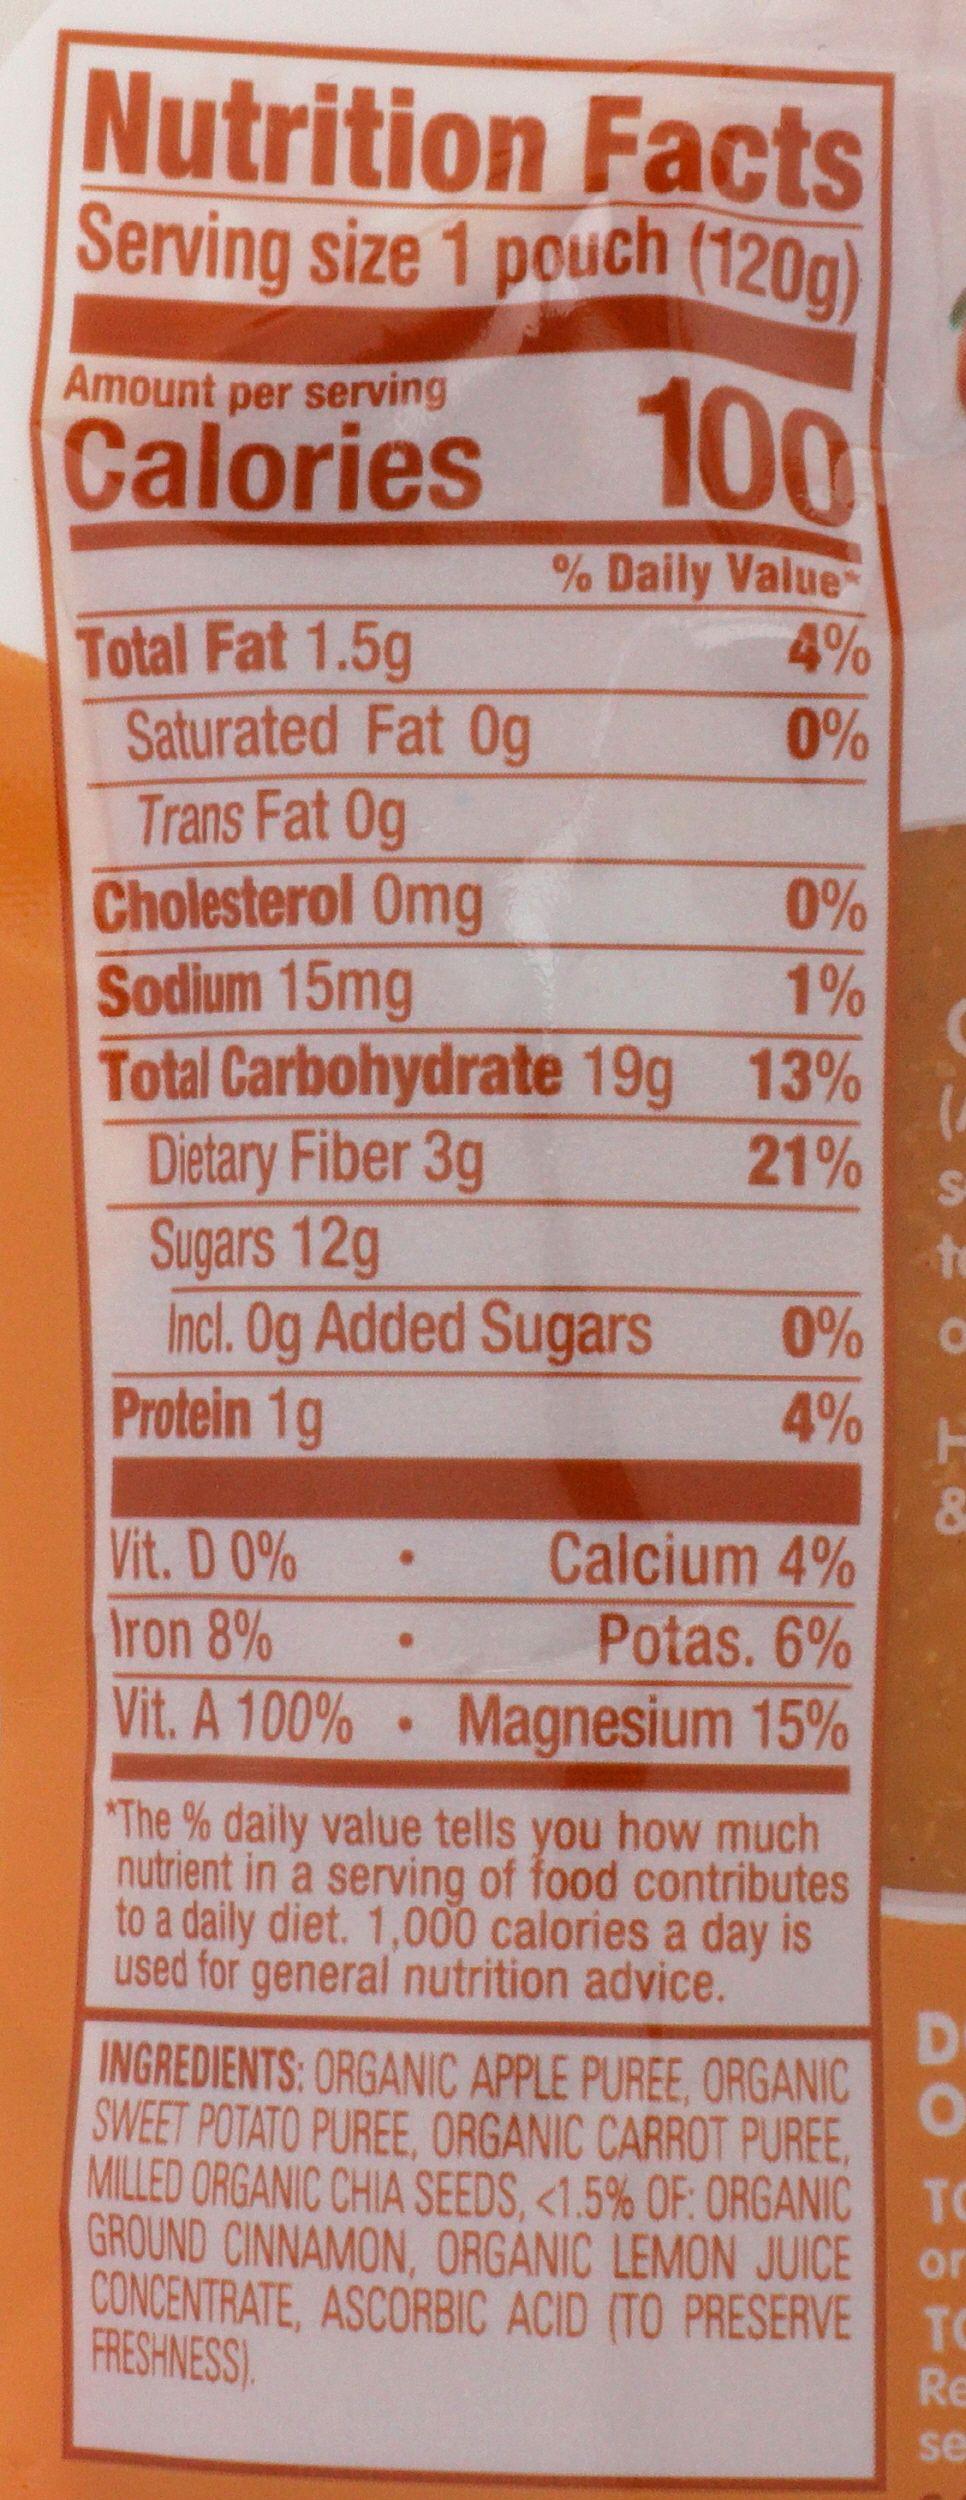 Nutrition Facts
Serving size 1 pouch (120g)
Amount per serving
Calories 100
% Daily Value*
Total Fat 1.5g 4%
Saturated Fat 0g 0%
Trans Fat 0g
Cholesterol 0mg 0%
Sodium 15mg 1%
Total Carbohydrate 19g 13%
Dietary Fiber 3g 21%
Sugars 12g
Incl. 0g Added Sugars 0%
Protein 1g 4%
Vit. D 0% • Calcium 4%
Iron 8% • Potas. 6%
Vit. A 100% • Magnesium 15%
*The % daily value tells you how much
nutrient in a serving of food contributes
to a daily diet. 1,000 calories a day is
used for general nutrition advice.
INGREDIENTS: ORGANIC APPLE PUREE, ORGANIC
SWEET POTATO PUREE, ORGANIC CARROT PUREE,
MILLED ORGANIC CHIA SEEDS, <1.5% OF: ORGANIC
GROUND CINNAMON, ORGANIC LEMON JUICE
CONCENTRATE, ASCORBIC ACID (TO PRESERVE
FRESHNESS).
&